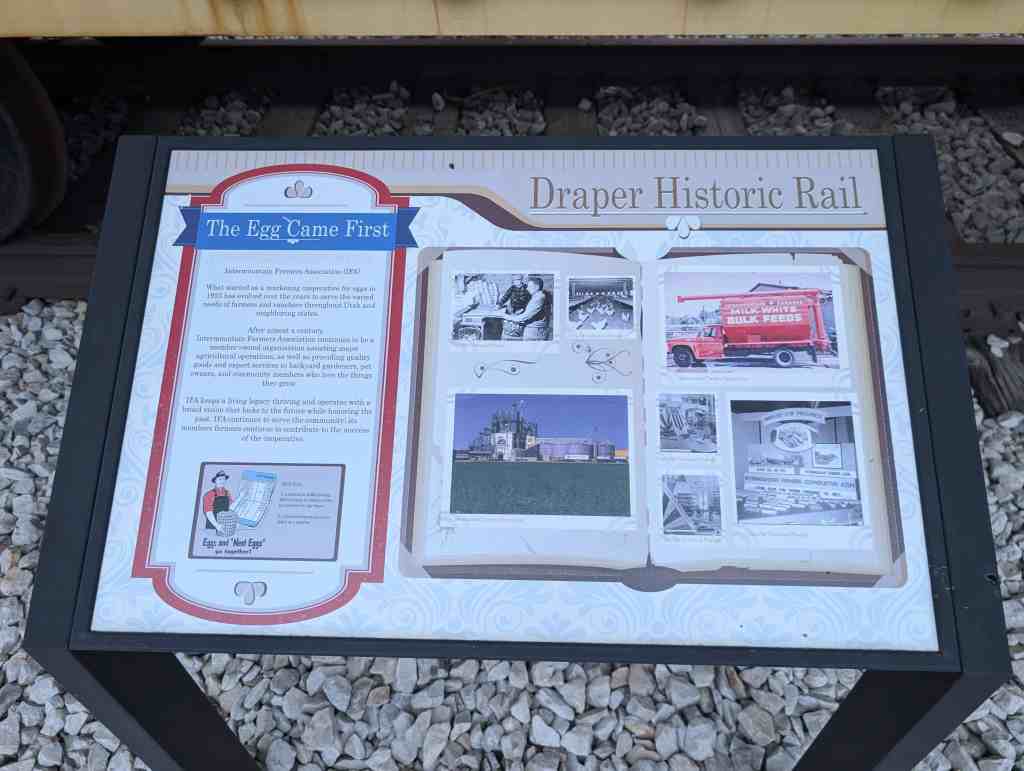 Draper Historic Rail
The Egg Came First
Intermountain Farmers Association (IFA)
What started as a marketing cooperative for eggs in
1923 has evolved over the years to serve the varied
needs of farmers and ranchers throughout Utah and
neighboring states.
After almost a century,
Intermountain Farmers Association continues to be a
member-owned organization assisting major
agricultural operations, as well as providing quality
goods and expert services to backyard gardeners, pet
owners, and community members who love the things
they grow.
IFA keeps a living legacy thriving and operates with a
broad vision that looks to the future while honoring the
past. IFA continues to serve the community; its
members farmers continue to contribute to the success
of the cooperative.
Eggs and "Nest Eggs"
go together!
MILK WHITE
BULK FEEDS